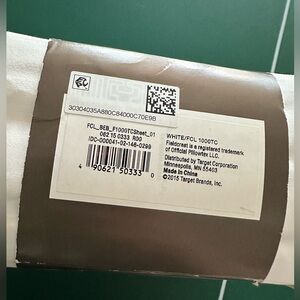 30304035A880C84000C70E9B
FCL_BEB_F1000TCSheet_01
062 15 0333 R00
IDC-000041-02-146-0298
4 90621 50333 0
WHITE/FCL 1000TC
Fieldcrest is a registered trademark
of Official Pillowtex LLC.
Distributed by Target Corporation
Minneapolis, MN 55403
Made in China
©2015 Target Brands, Inc.